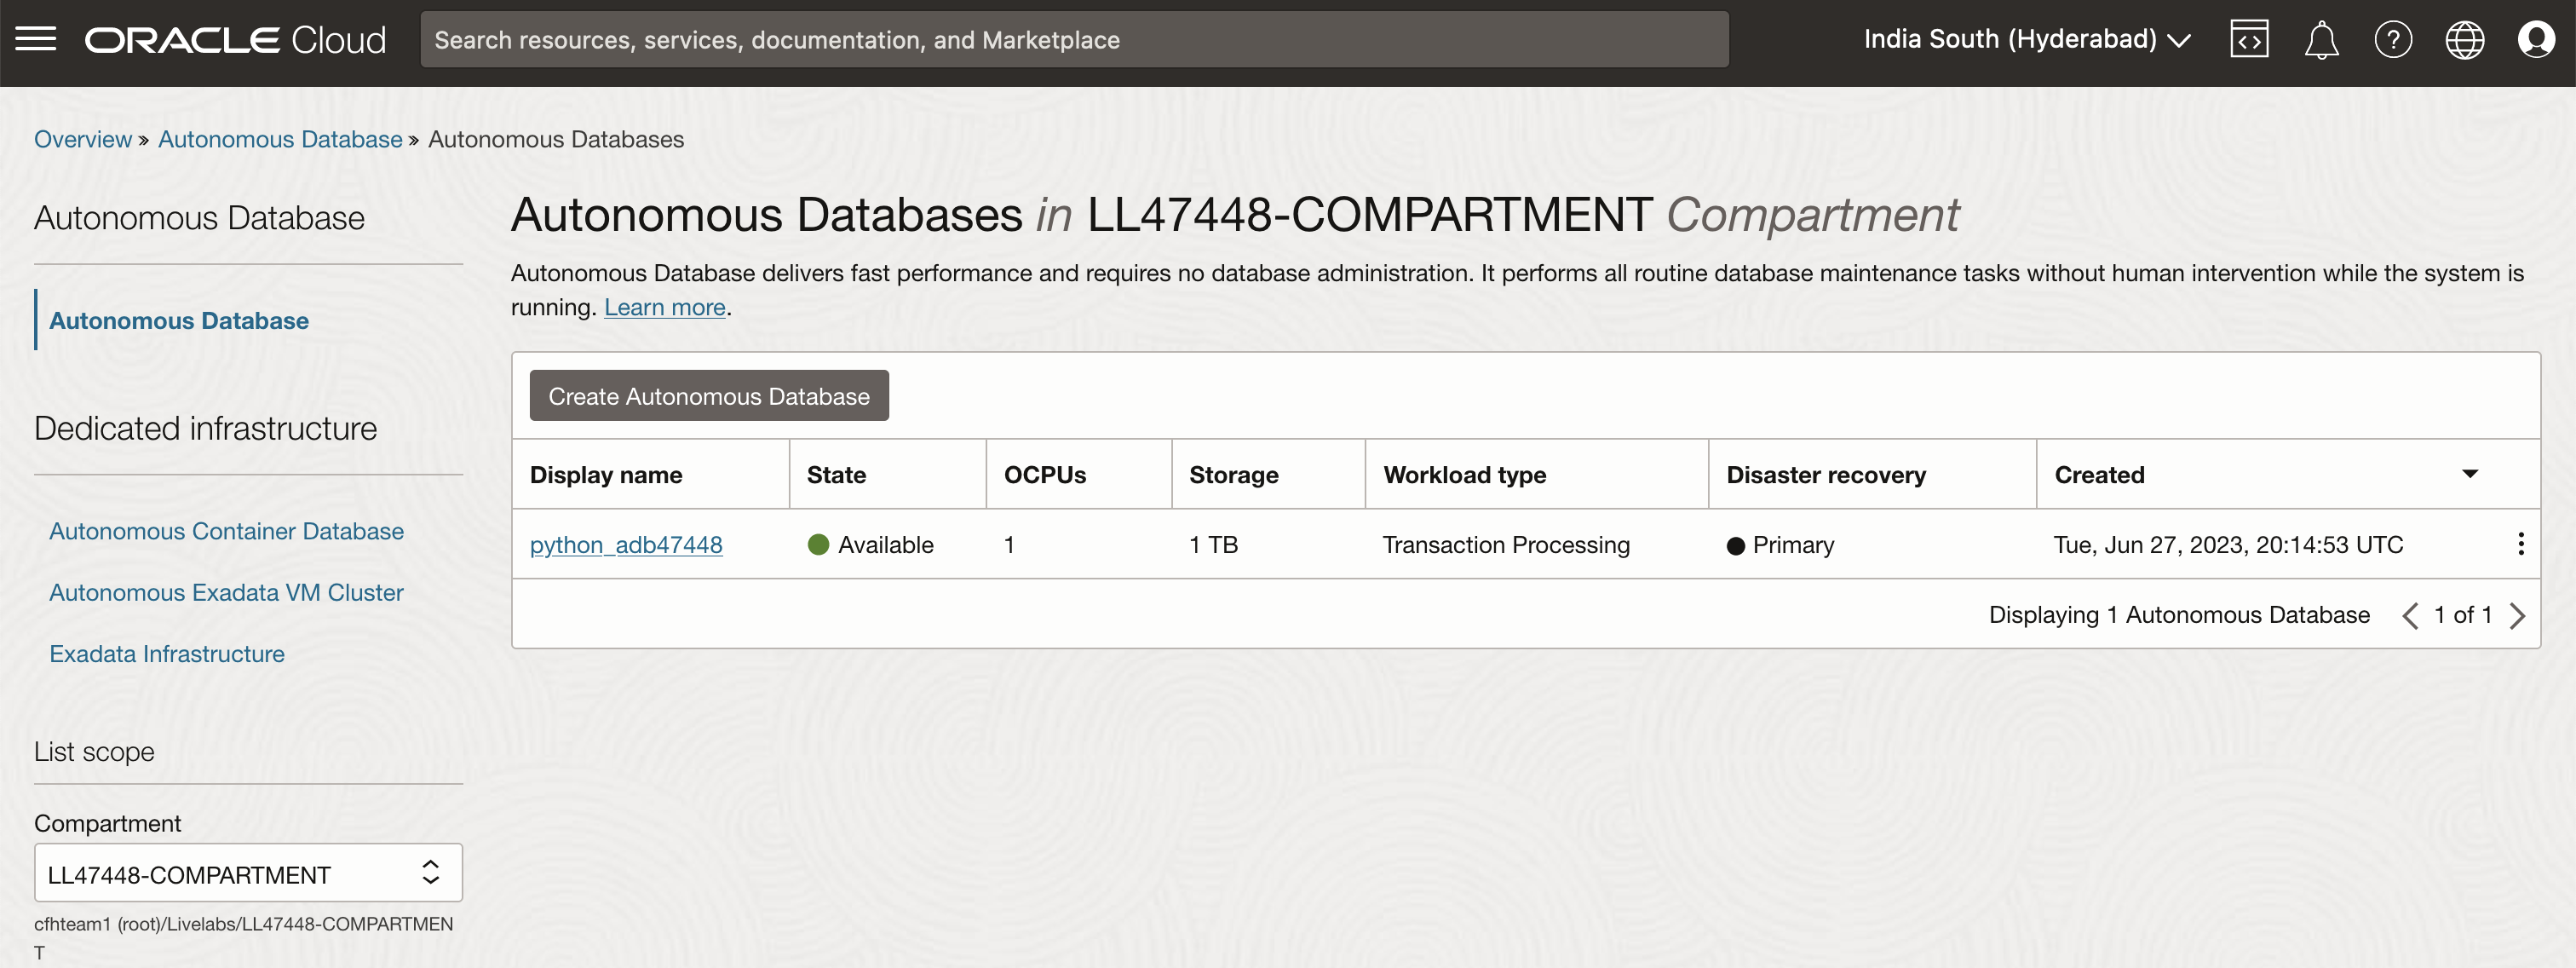 ORACLE Cloud
Search resources, services, documentation, and Marketplace
India South (Hyderabad)
Overview » Autonomous Database » Autonomous Databases
Autonomous Database
Autonomous Database
Dedicated infrastructure
Autonomous Container Database
Autonomous Exadata VM Cluster
Exadata Infrastructure
List scope
Compartment
LL47448-COMPARTMENT
cfhteam1 (root)/Livelabs/LL47448-COMPARTMEN
T
Autonomous Databases in LL47448-COMPARTMENT Compartment
Autonomous Database delivers fast performance and requires no database administration. It performs all routine database maintenance tasks without human intervention while the system is
running. Learn more.
Create Autonomous Database
Display name State OCPUs Storage Workload type Disaster recovery Created
python_adb47448 Available 1 1 TB Transaction Processing Primary Tue, Jun 27, 2023, 20:14:53 UTC
Displaying 1 Autonomous Database 1 of 1